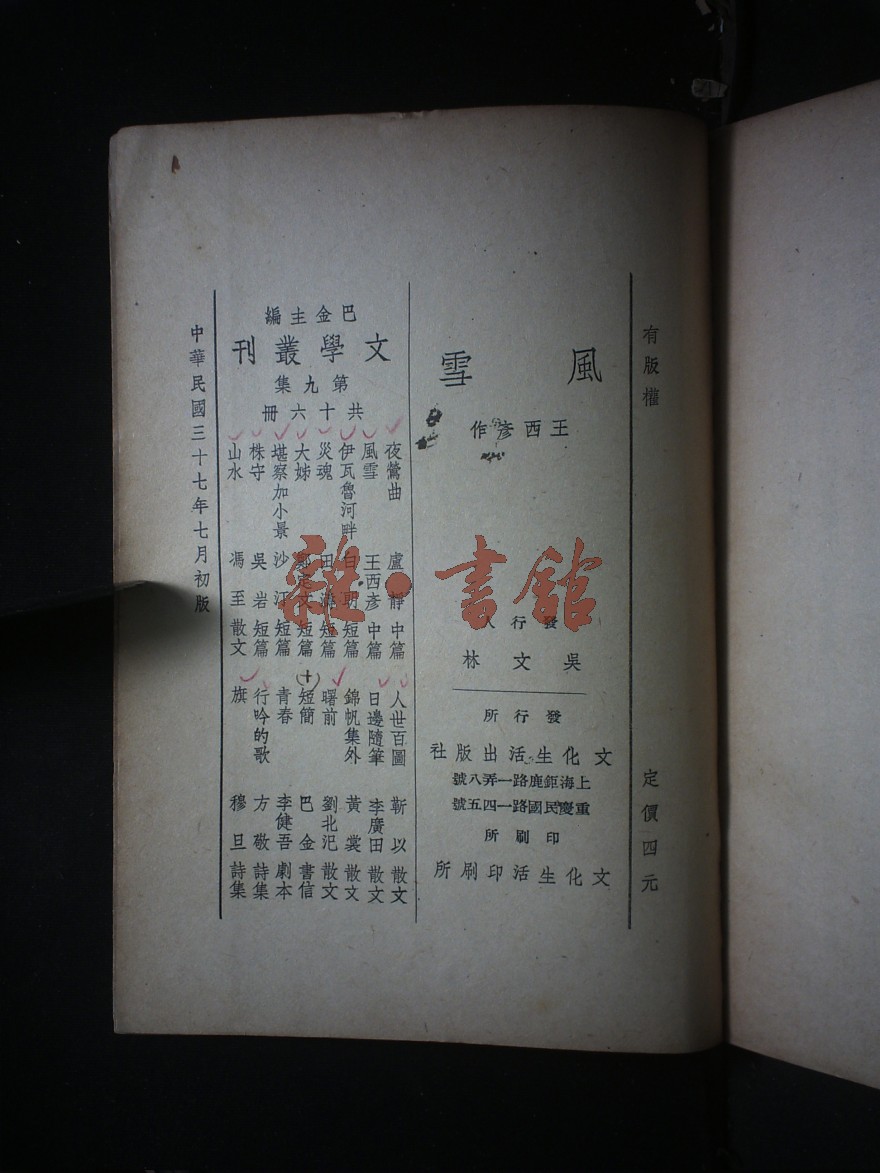 有版權
定價四元
風雪
王西彥作
發行人
吳文林
發行所
文化生活出版社
上海鉅鹿路一弄八號
重慶民國路一四五號
印刷所
文化生活印刷所
巴金主編
文學叢刊
第九集
共十六冊
夜鶯曲 盧靜 中篇
風雪 王西彥 中篇
伊瓦魯河畔 白朗 短篇
災魂 田濤 短篇
大姊 鄭定文 短篇
堪察加小景 沙汀 短篇
株守 吳岩 短篇
山水 馮至 散文
人世百圖 靳以 散文
日邊隨筆 李廣田 散文
錦帆集外 黃裳 散文
曙前 劉北汜 散文
短簡 巴金 書信
(十)
青春 李健吾 劇本
行吟的歌 方敬 詩集
旗 穆旦 詩集
中華民國三十七年七月初版
雜·書館